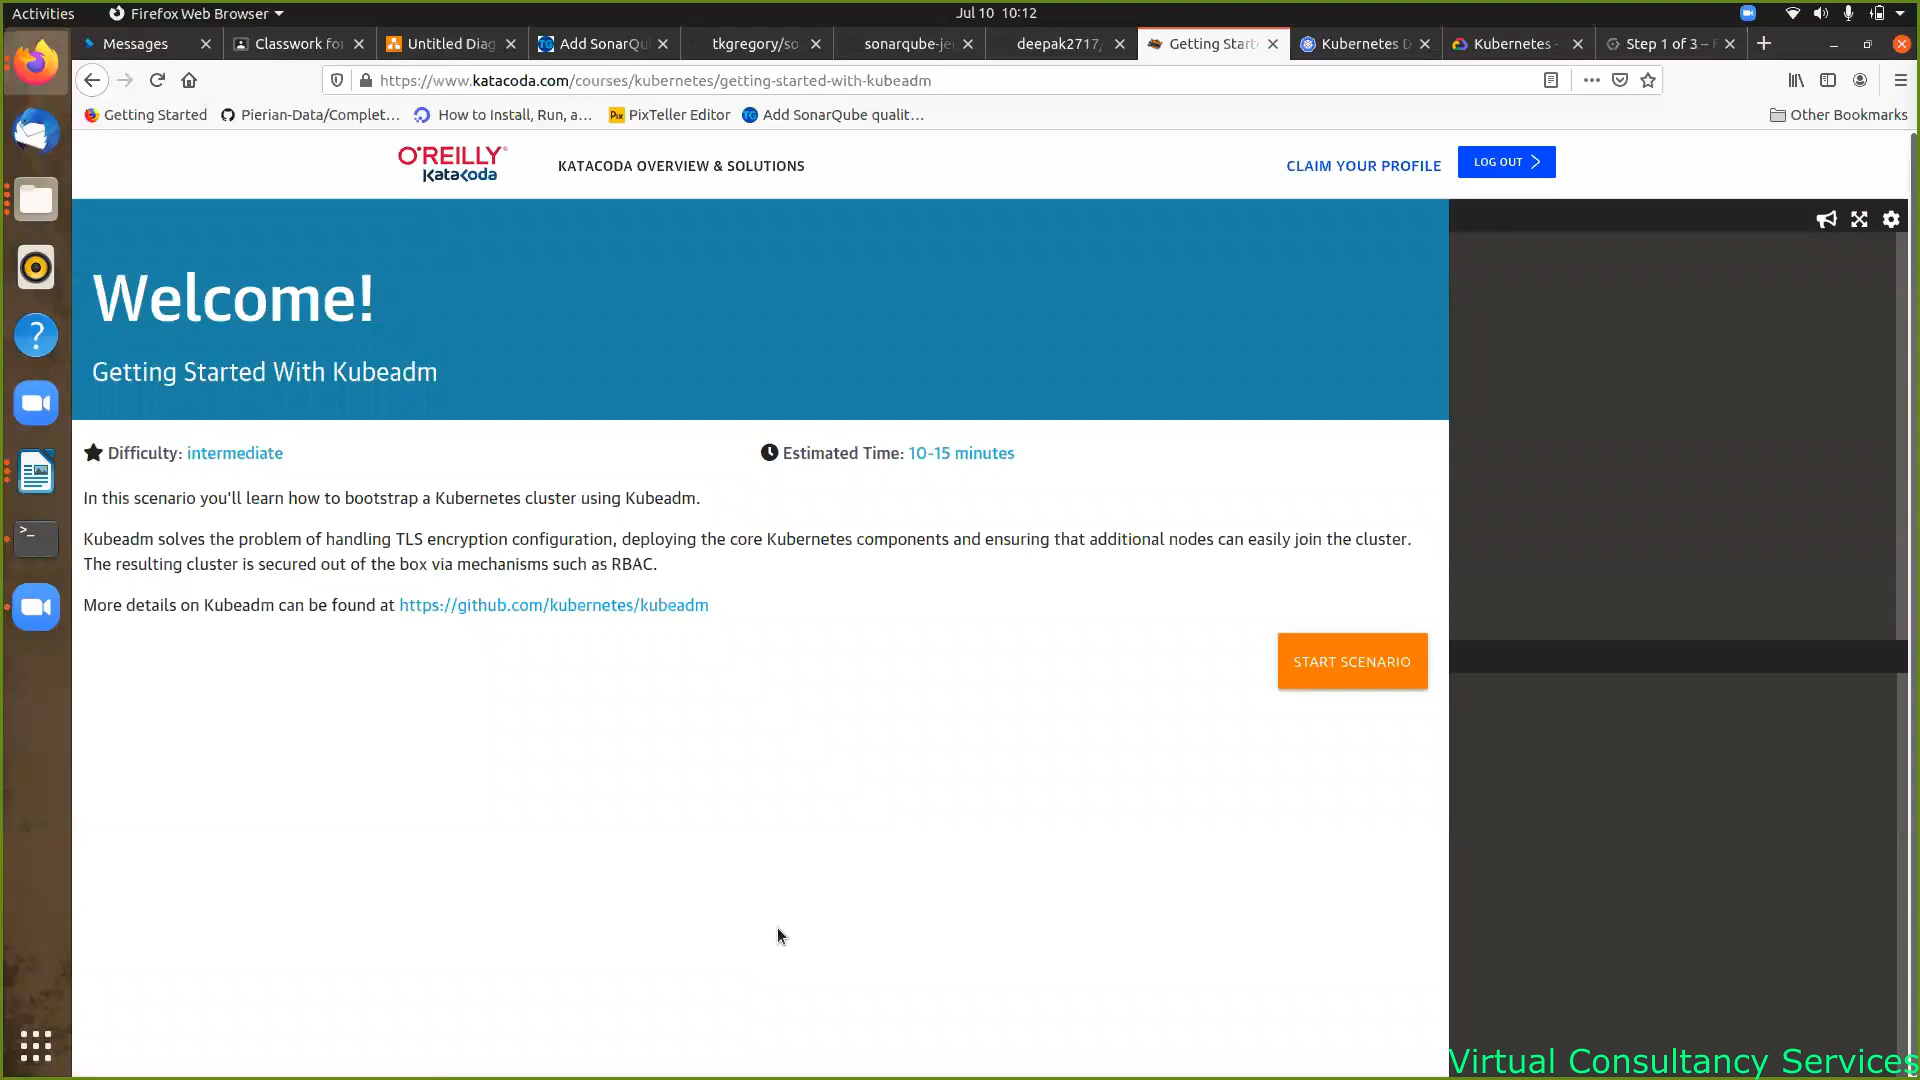 Activities
Firefox Web Browser
Jul 10 10:12
Messages
Classwork fo
Untitled Diag
Add SonarQu
tkgregory/so
sonarqube-je
deepak2717/
Getting Start
Kubernetes D
Kubernetes -
Step 1 of 3 – F
https://www.katacoda.com/courses/kubernetes/getting-started-with-kubeadm
Getting Started
Pierian-Data/Complet...
How to Install, Run, a...
PixTeller Editor
Add SonarQube qualit...
Other Bookmarks
O'REILLY
Katacoda
KATACODA OVERVIEW & SOLUTIONS
CLAIM YOUR PROFILE
LOG OUT
Welcome!
Getting Started With Kubeadm
Difficulty: intermediate
Estimated Time: 10-15 minutes
In this scenario you'll learn how to bootstrap a Kubernetes cluster using Kubeadm.
Kubeadm solves the problem of handling TLS encryption configuration, deploying the core Kubernetes components and ensuring that additional nodes can easily join the cluster.
The resulting cluster is secured out of the box via mechanisms such as RBAC.
More details on Kubeadm can be found at https://github.com/kubernetes/kubeadm
START SCENARIO
Virtual Consultancy Services